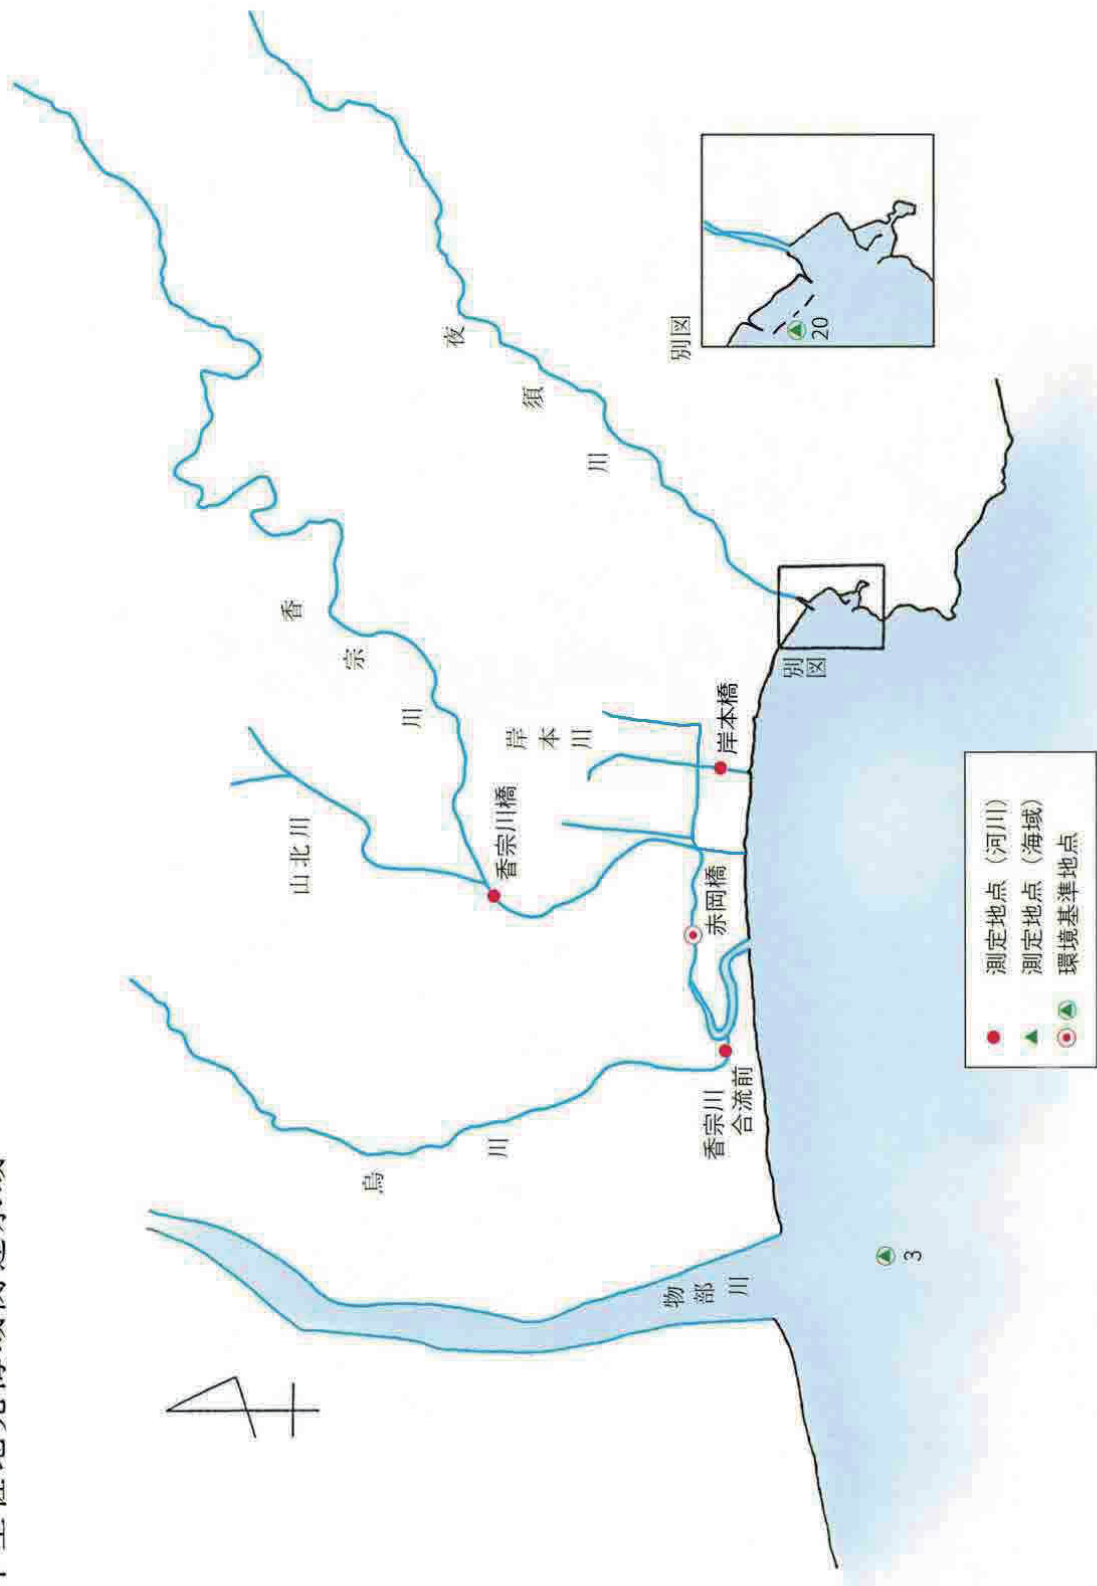 夜須川
香宗川
山北川
岸本川
香宗川橋
岸本橋
赤岡橋
烏川
香宗川
合流前
物部川
別図
別図
20
3
測定地点（河川）
測定地点（海域）
環境基準地点